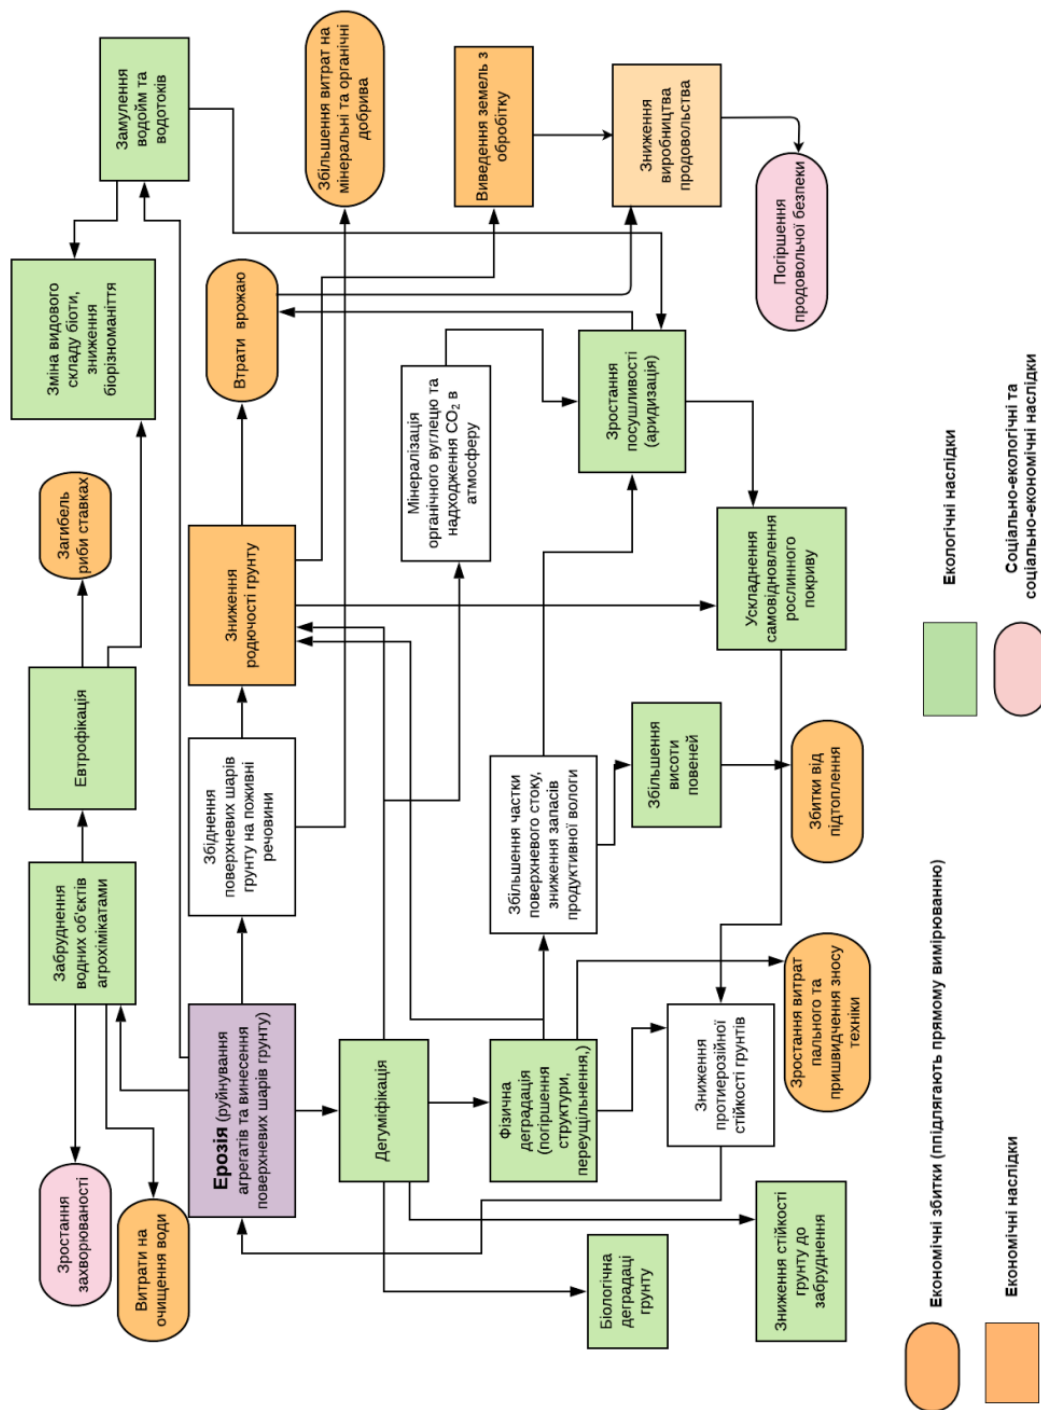 Зростання
захворюваності
Витрати на
очищення води
Забруднення
водних об'єктів
агрохімікатами
Евтрофікація
Загибель
риби ставках
Зміна видового
складу біоти,
зниження
біорізноманіття
Замулення
водойм та
водотоків
Ерозія (руйнування
агрегатів та винесення
поверхневих шарів грунту)
Збіднення
поверхневих шарів
грунту на поживні
речовини
Зниження
родючості грунту
Втрати врожаю
Збільшення витрат на
мінеральні та органічні
добрива
Дегуміфікація
Мінералізація
органічного вуглецю та
надходження CO₂ в
атмосферу
Виведення земель з
обробітку
Фізична
деградація
(погіршення
структури,
переущільнення,)
Збільшення частки
поверхневого стоку,
зниження запасів
продуктивної вологи
Зростання
посушливості
(аридизація)
Зниження
виробництва
продовольства
Біологічна
деградаці
грунту
Зниження
протиерозійної
стійкості грунтів
Збільшення
висоти
повеней
Ускладнення
самовідновлення
рослинного
покриву
Погіршення
продовольчої безпеки
Зниження стійкості
грунту до
забруднення
Зростання витрат
пального та
пришвидчення зносу
техніки
Збитки від
підтоплення
Економічні збитки (ппідлягають прямому вимірюванню)
Екологічні наслідки
Економічні наслідки
Соціально-екологічні та
соціально-економічні наслідки